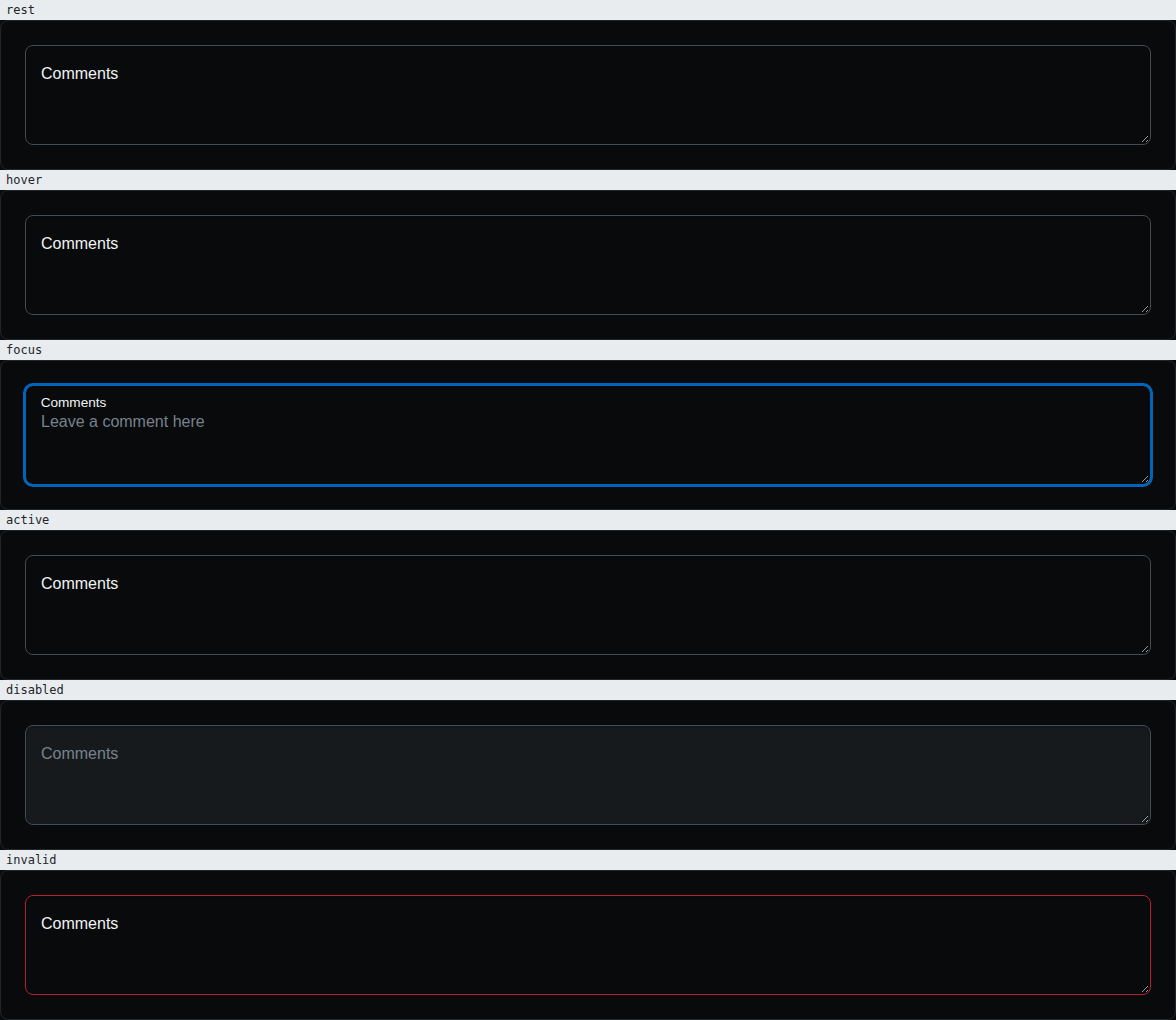 rest
Comments
hover
Comments
focus
Comments
Leave a comment here
active
Comments
disabled
Comments
invalid
Comments